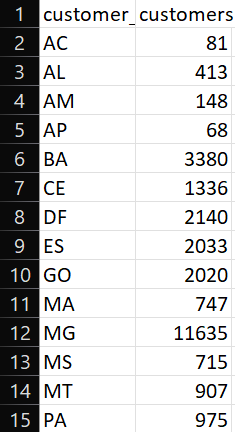 1 customer_ customers
2 AC 81
3 AL 413
4 AM 148
5 AP 68
6 BA 3380
7 CE 1336
8 DF 2140
9 ES 2033
10 GO 2020
11 MA 747
12 MG 11635
13 MS 715
14 MT 907
15 PA 975